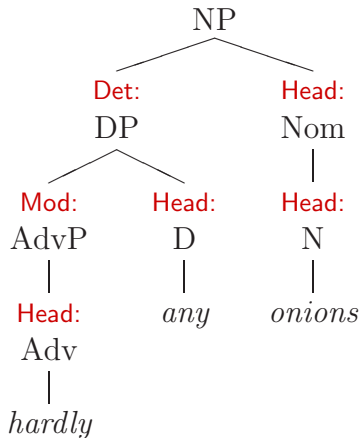 NP
Det: Head:
DP Nom
Mod: Head: Head:
AdvP D N
Head: any onions
Adv
hardly